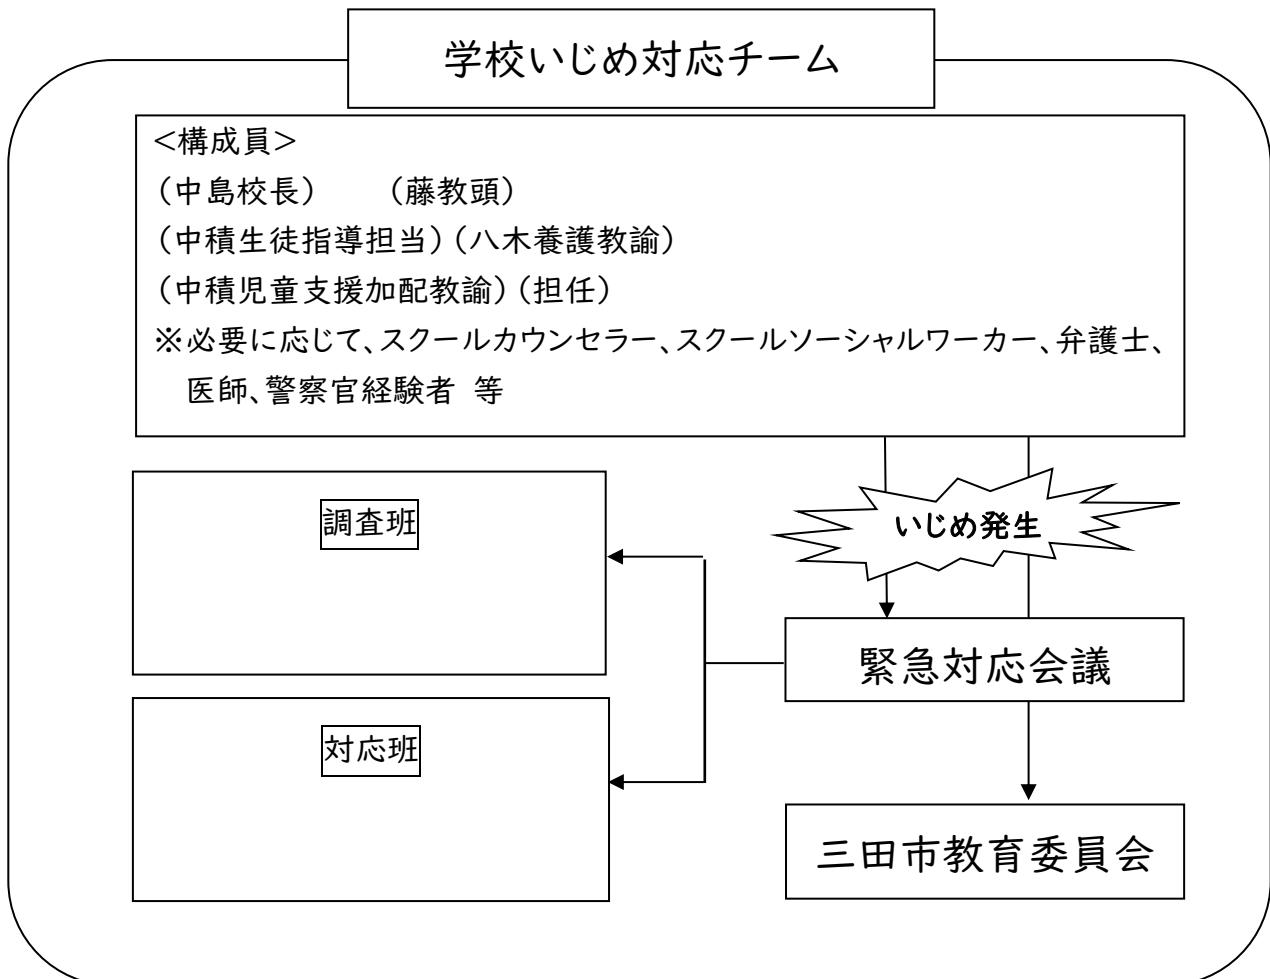 学校いじめ対応チーム
<構成員>
(中島校長)　　(藤教頭)
(中積生徒指導担当)(八木養護教諭)
(中積児童支援加配教諭)(担任)
※必要に応じて、スクールカウンセラー、スクールソーシャルワーカー、弁護士、
医師、警察官経験者 等
調査班
いじめ発生
緊急対応会議
対応班
三田市教育委員会